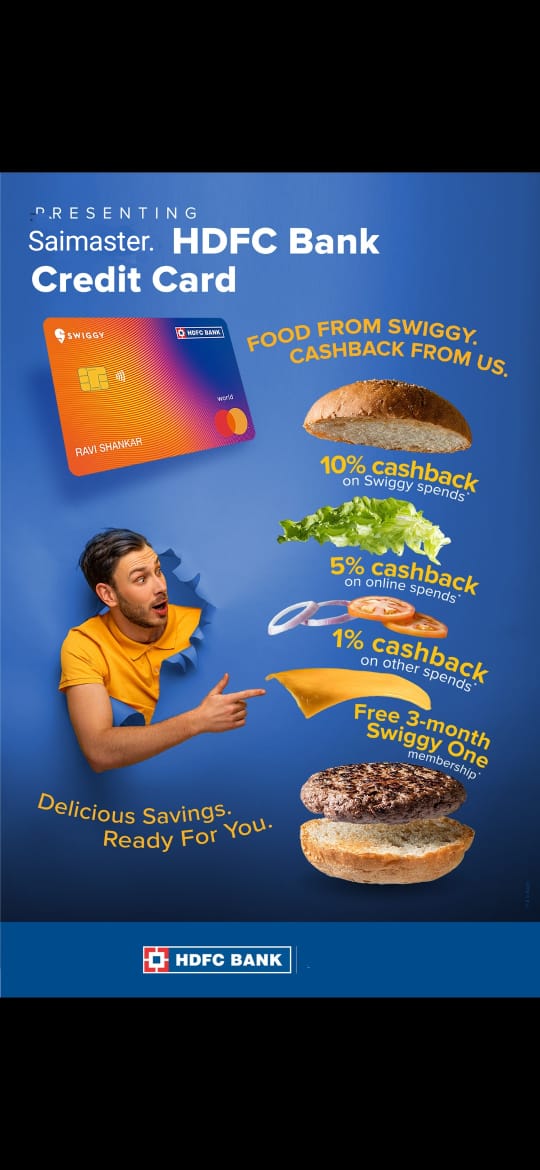 PRESENTING
Saimaster. HDFC Bank
Credit Card
SWIGGY
HDFC BANK
world
RAVI SHANKAR
FOOD FROM SWIGGY.
CASHBACK FROM US.
10% cashback
on Swiggy spends*
5% cashback
on online spends*
1% cashback
on other spends*
Free 3-month
Swiggy One
membership*
Delicious Savings.
Ready For You.
HDFC BANK